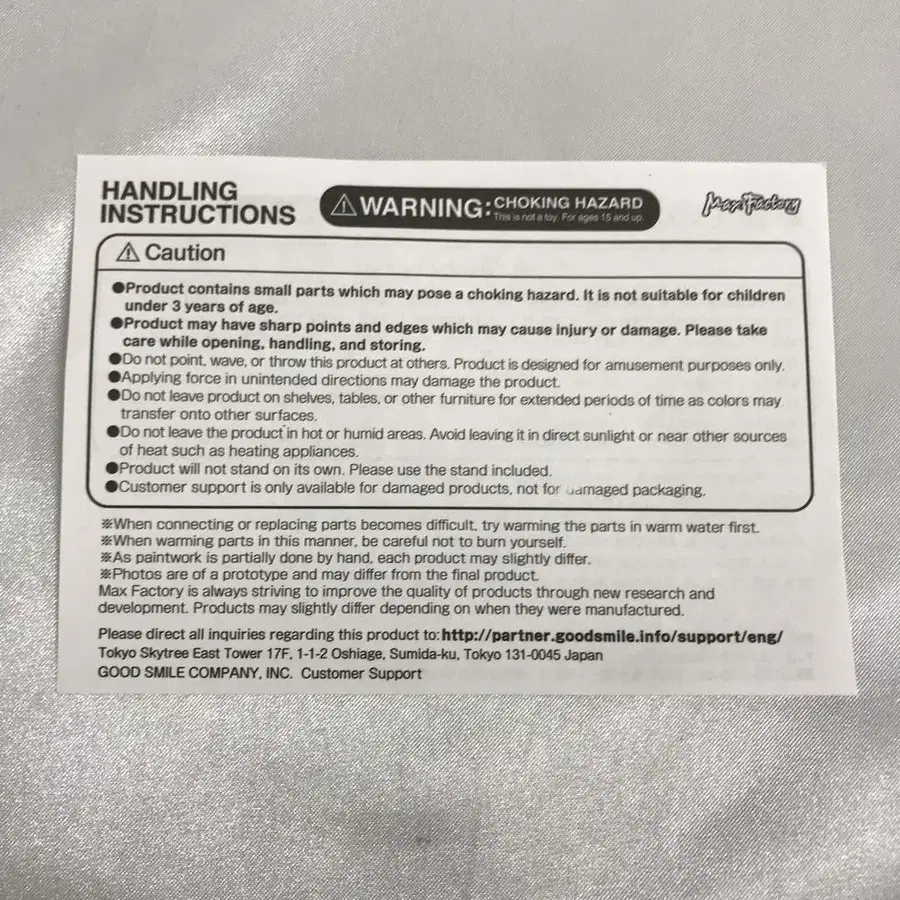 HANDLING
INSTRUCTIONS
⚠WARNING:CHOKING HAZARD
This is not a toy. For ages 15 and up.
Max Factory
⚠ Caution
●Product contains small parts which may pose a choking hazard. It is not suitable for children
under 3 years of age.
●Product may have sharp points and edges which may cause injury or damage. Please take
care while opening, handling, and storing.
●Do not point, wave, or throw this product at others. Product is designed for amusement purposes only.
●Applying force in unintended directions may damage the product.
●Do not leave product on shelves, tables, or other furniture for extended periods of time as colors may
transfer onto other surfaces.
●Do not leave the product in hot or humid areas. Avoid leaving it in direct sunlight or near other sources
of heat such as heating appliances.
●Product will not stand on its own. Please use the stand included.
●Customer support is only available for damaged products, not for damaged packaging.
※When connecting or replacing parts becomes difficult, try warming the parts in warm water first.
※When warming parts in this manner, be careful not to burn yourself.
※As paintwork is partially done by hand, each product may slightly differ.
※Photos are of a prototype and may differ from the final product.
Max Factory is always striving to improve the quality of products through new research and
development. Products may slightly differ depending on when they were manufactured.
Please direct all inquiries regarding this product to:http://partner.goodsmile.info/support/eng/
Tokyo Skytree East Tower 17F, 1-1-2 Oshiage, Sumida-ku, Tokyo 131-0045 Japan
GOOD SMILE COMPANY, INC. Customer Support